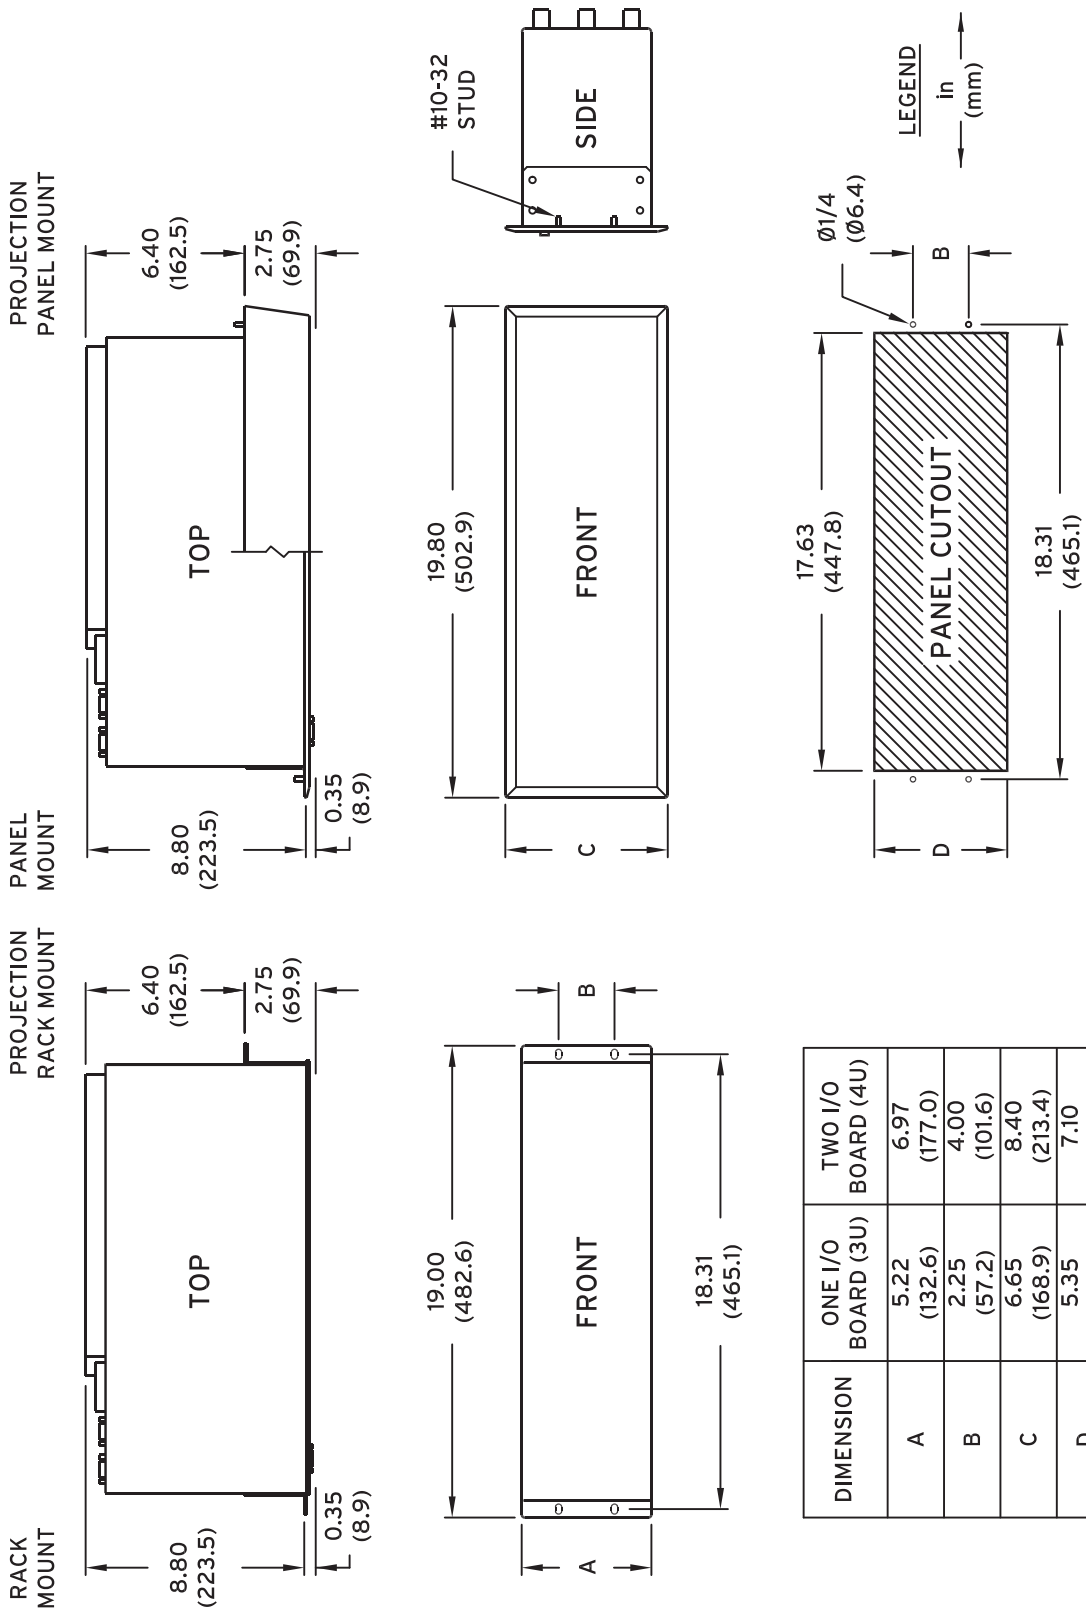 RACK
MOUNT
PROJECTION
RACK MOUNT
PANEL
MOUNT
PROJECTION
PANEL MOUNT
8.80
(223.5)
0.35
(8.9)
TOP
6.40
(162.5)
2.75
(69.9)
8.80
(223.5)
0.35
(8.9)
TOP
6.40
(162.5)
2.75
(69.9)
19.00
(482.6)
A
FRONT
B
18.31
(465.1)
19.80
(502.9)
C
FRONT
#10-32
STUD
SIDE
17.63
(447.8)
D
PANEL CUTOUT
18.31
(465.1)
Ø1/4
(Ø6.4)
B
LEGEND
in
(mm)
DIMENSION
ONE I/O
BOARD (3U)
TWO I/O
BOARD (4U)
A
5.22
(132.6)
6.97
(177.0)
B
2.25
(57.2)
4.00
(101.6)
C
6.65
(168.9)
8.40
(213.4)
D
5.35
7.10